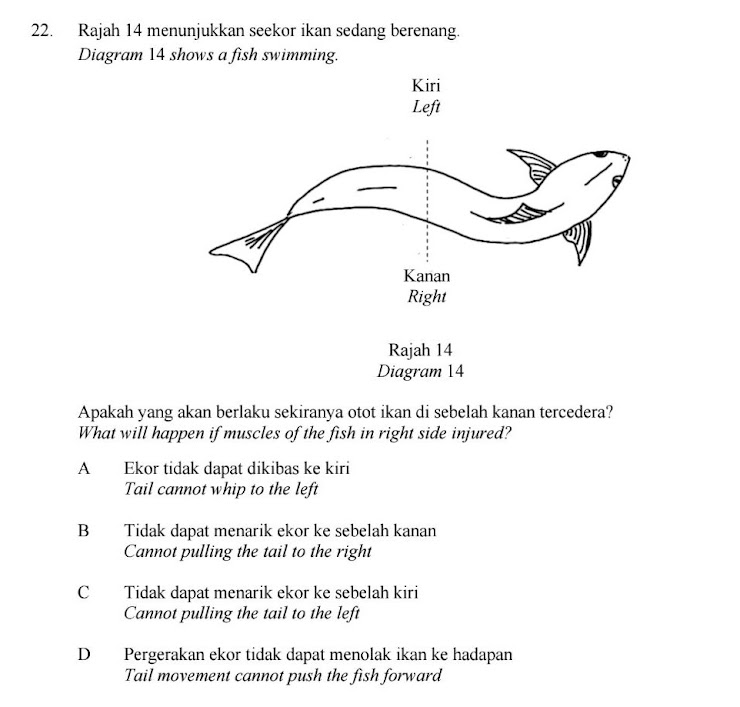 22. Rajah 14 menunjukkan seekor ikan sedang berenang.
Diagram 14 shows a fish swimming.
Kiri
Left
Kanan
Right
Rajah 14
Diagram 14
Apakah yang akan berlaku sekiranya otot ikan di sebelah kanan tercedera?
What will happen if muscles of the fish in right side injured?
A Ekor tidak dapat dikibas ke kiri
Tail cannot whip to the left
B Tidak dapat menarik ekor ke sebelah kanan
Cannot pulling the tail to the right
C Tidak dapat menarik ekor ke sebelah kiri
Cannot pulling the tail to the left
D Pergerakan ekor tidak dapat menolak ikan ke hadapan
Tail movement cannot push the fish forward